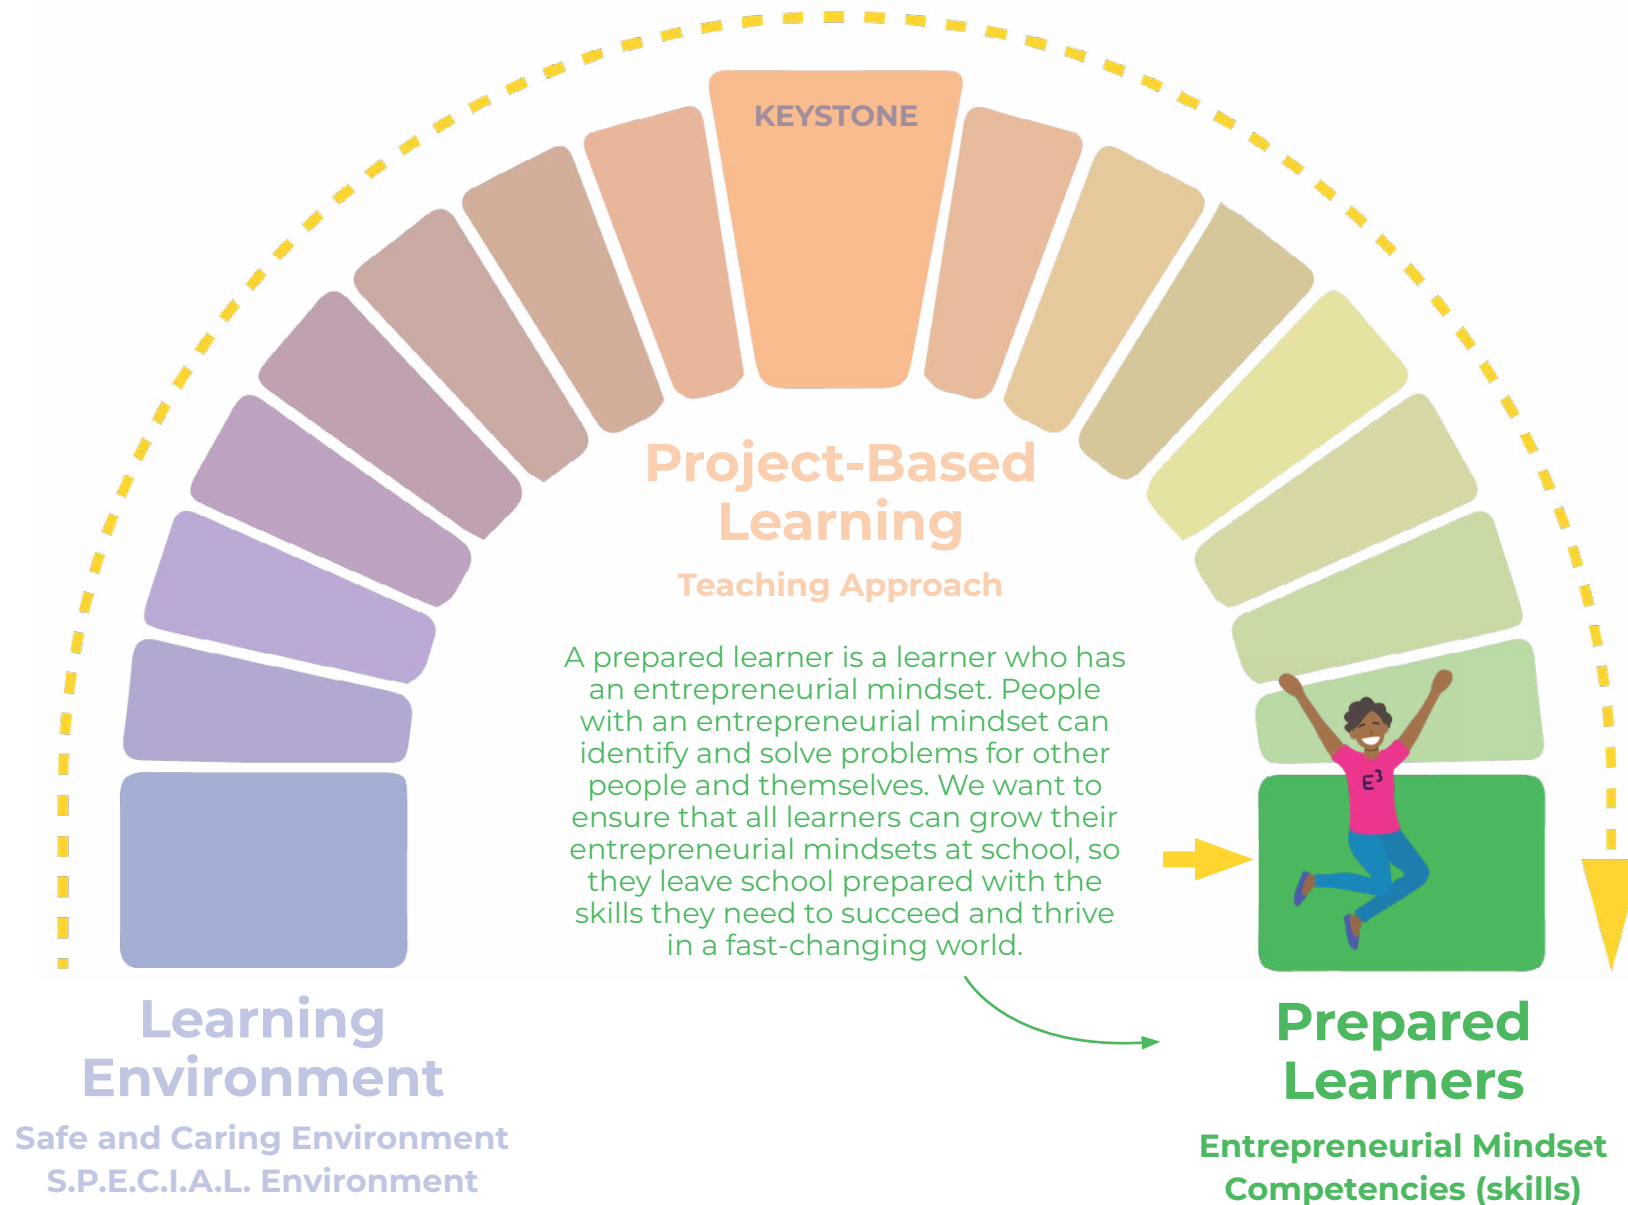 KEYSTONE
Project-Based
Learning
Teaching Approach
A prepared learner is a learner who has
an entrepreneurial mindset. People
with an entrepreneurial mindset can
identify and solve problems for other
people and themselves. We want to
ensure that all learners can grow their
entrepreneurial mindsets at school, so
they leave school prepared with the
skills they need to succeed and thrive
in a fast-changing world.
E³
Learning
Environment
Safe and Caring Environment
S.P.E.C.I.A.L. Environment
Prepared
Learners
Entrepreneurial Mindset
Competencies (skills)